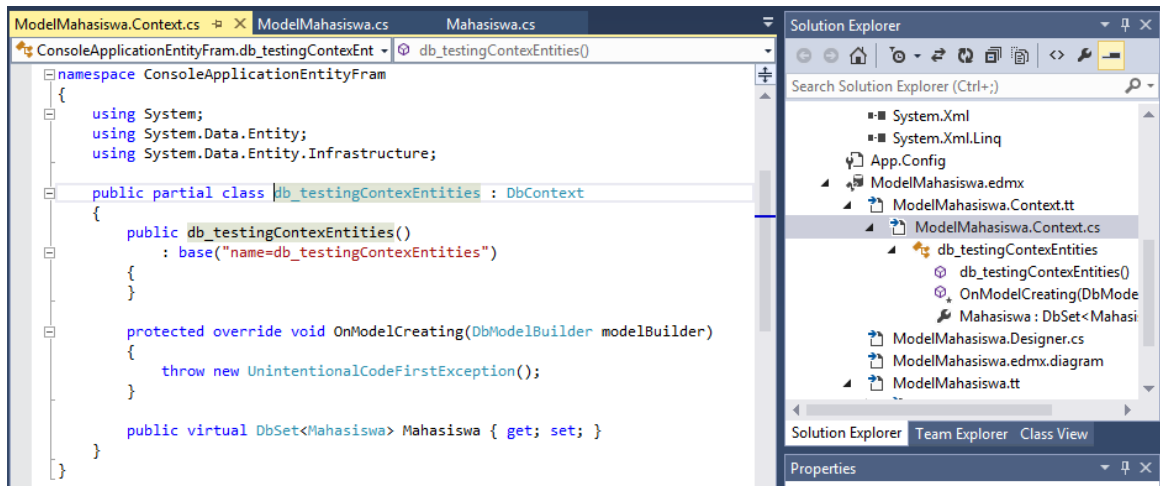 ModelMahasiswa.Context.cs ModelMahasiswa.cs Mahasiswa.cs
ConsoleApplicationEntityFram.db_testingContexEnt db_testingContexEntities()
namespace ConsoleApplicationEntityFram
{
using System;
using System.Data.Entity;
using System.Data.Entity.Infrastructure;
public partial class db_testingContexEntities : DbContext
{
public db_testingContexEntities()
: base("name=db_testingContexEntities")
{
}
protected override void OnModelCreating(DbModelBuilder modelBuilder)
{
throw new UnintentionalCodeFirstException();
}
public virtual DbSet<Mahasiswa> Mahasiswa { get; set; }
}
}
Solution Explorer
Search Solution Explorer (Ctrl+;)
System.Xml
System.Xml.Linq
App.Config
ModelMahasiswa.edmx
ModelMahasiswa.Context.tt
ModelMahasiswa.Context.cs
db_testingContexEntities
db_testingContexEntities()
OnModelCreating(DbMode
Mahasiswa : DbSet<Mahasi
ModelMahasiswa.Designer.cs
ModelMahasiswa.edmx.diagram
ModelMahasiswa.tt
Solution Explorer Team Explorer Class View
Properties